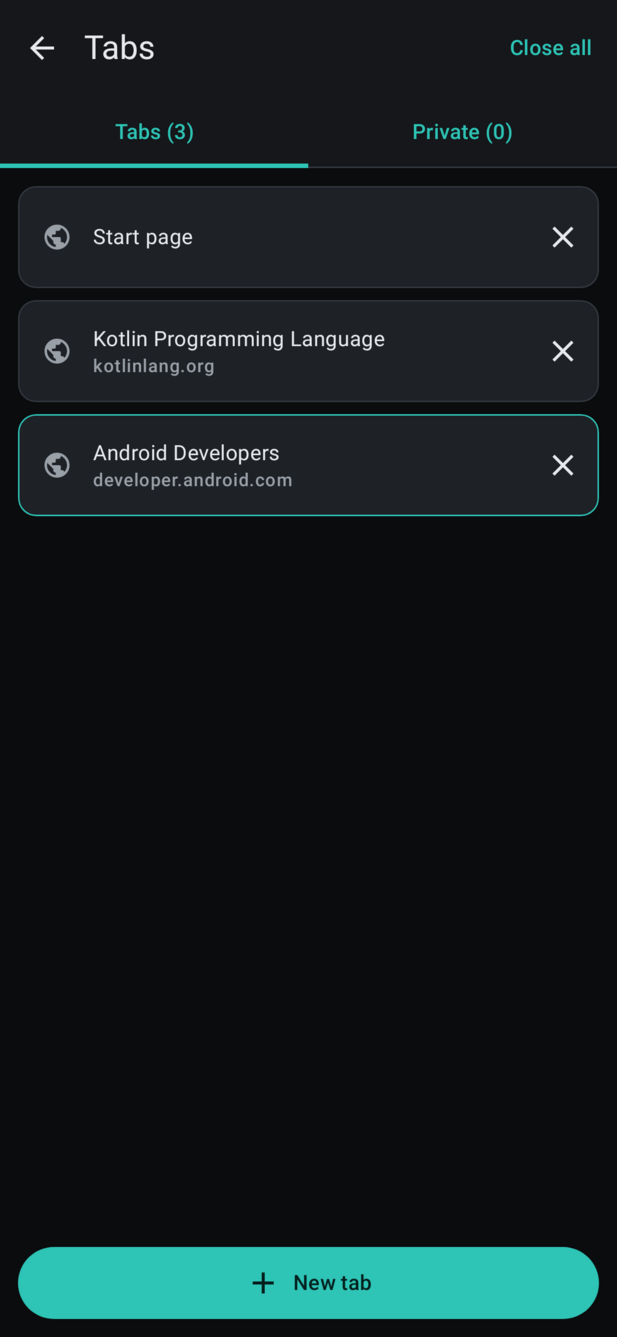 Tabs
Close all
Tabs (3)
Private (0)
Start page
Kotlin Programming Language
kotlinlang.org
Android Developers
developer.android.com
New tab